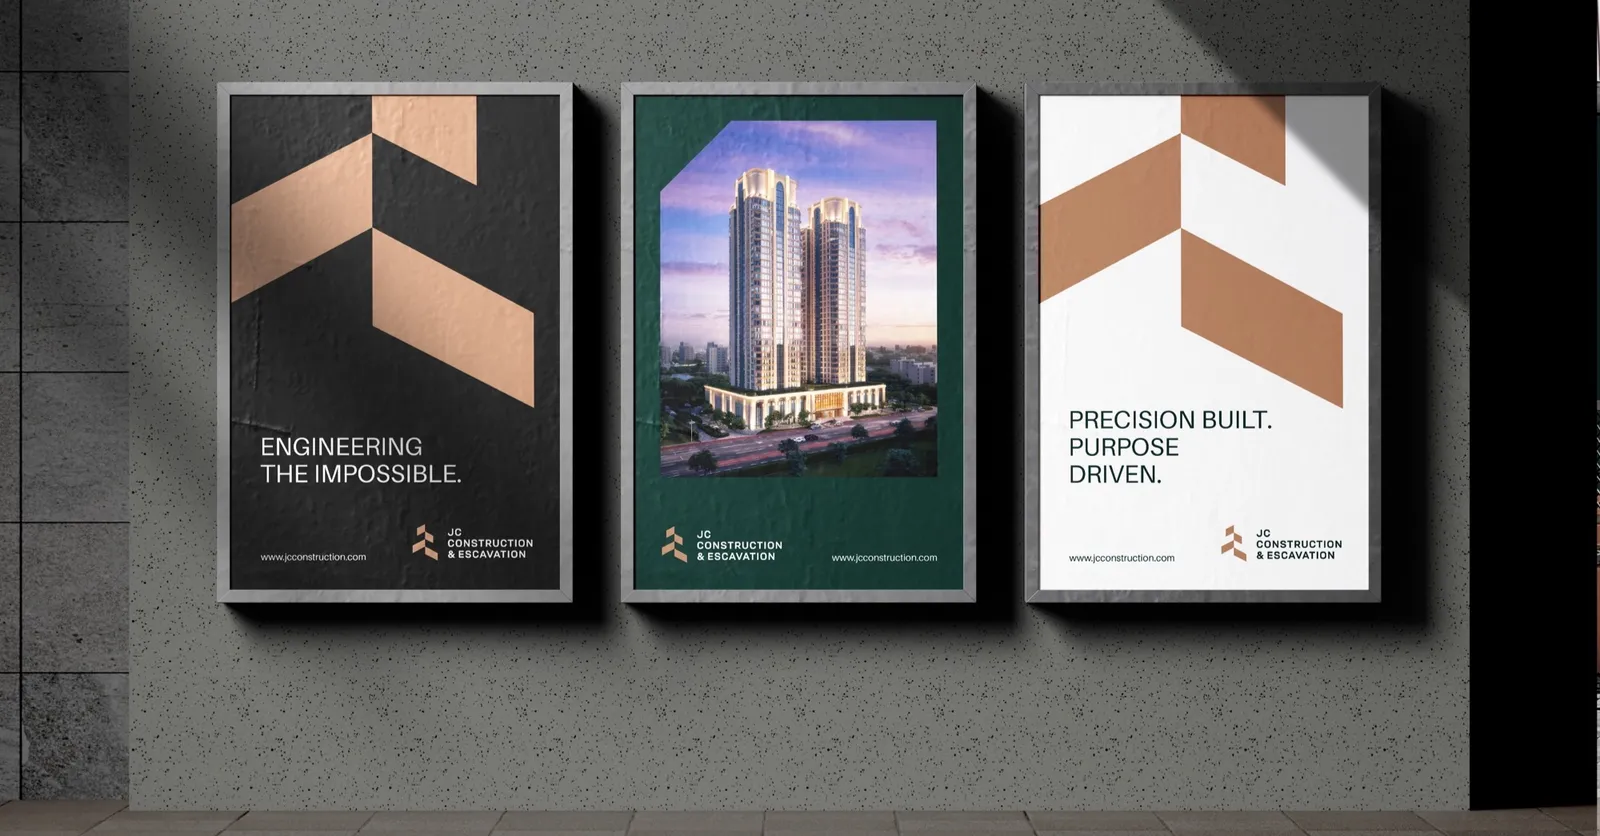 ENGINEERING
THE IMPOSSIBLE.
www.jcconstruction.com
JC
CONSTRUCTION
& ESCAVATION
JC
CONSTRUCTION
& ESCAVATION
www.jcconstruction.com
PRECISION BUILT.
PURPOSE
DRIVEN.
www.jcconstruction.com
JC
CONSTRUCTION
& ESCAVATION